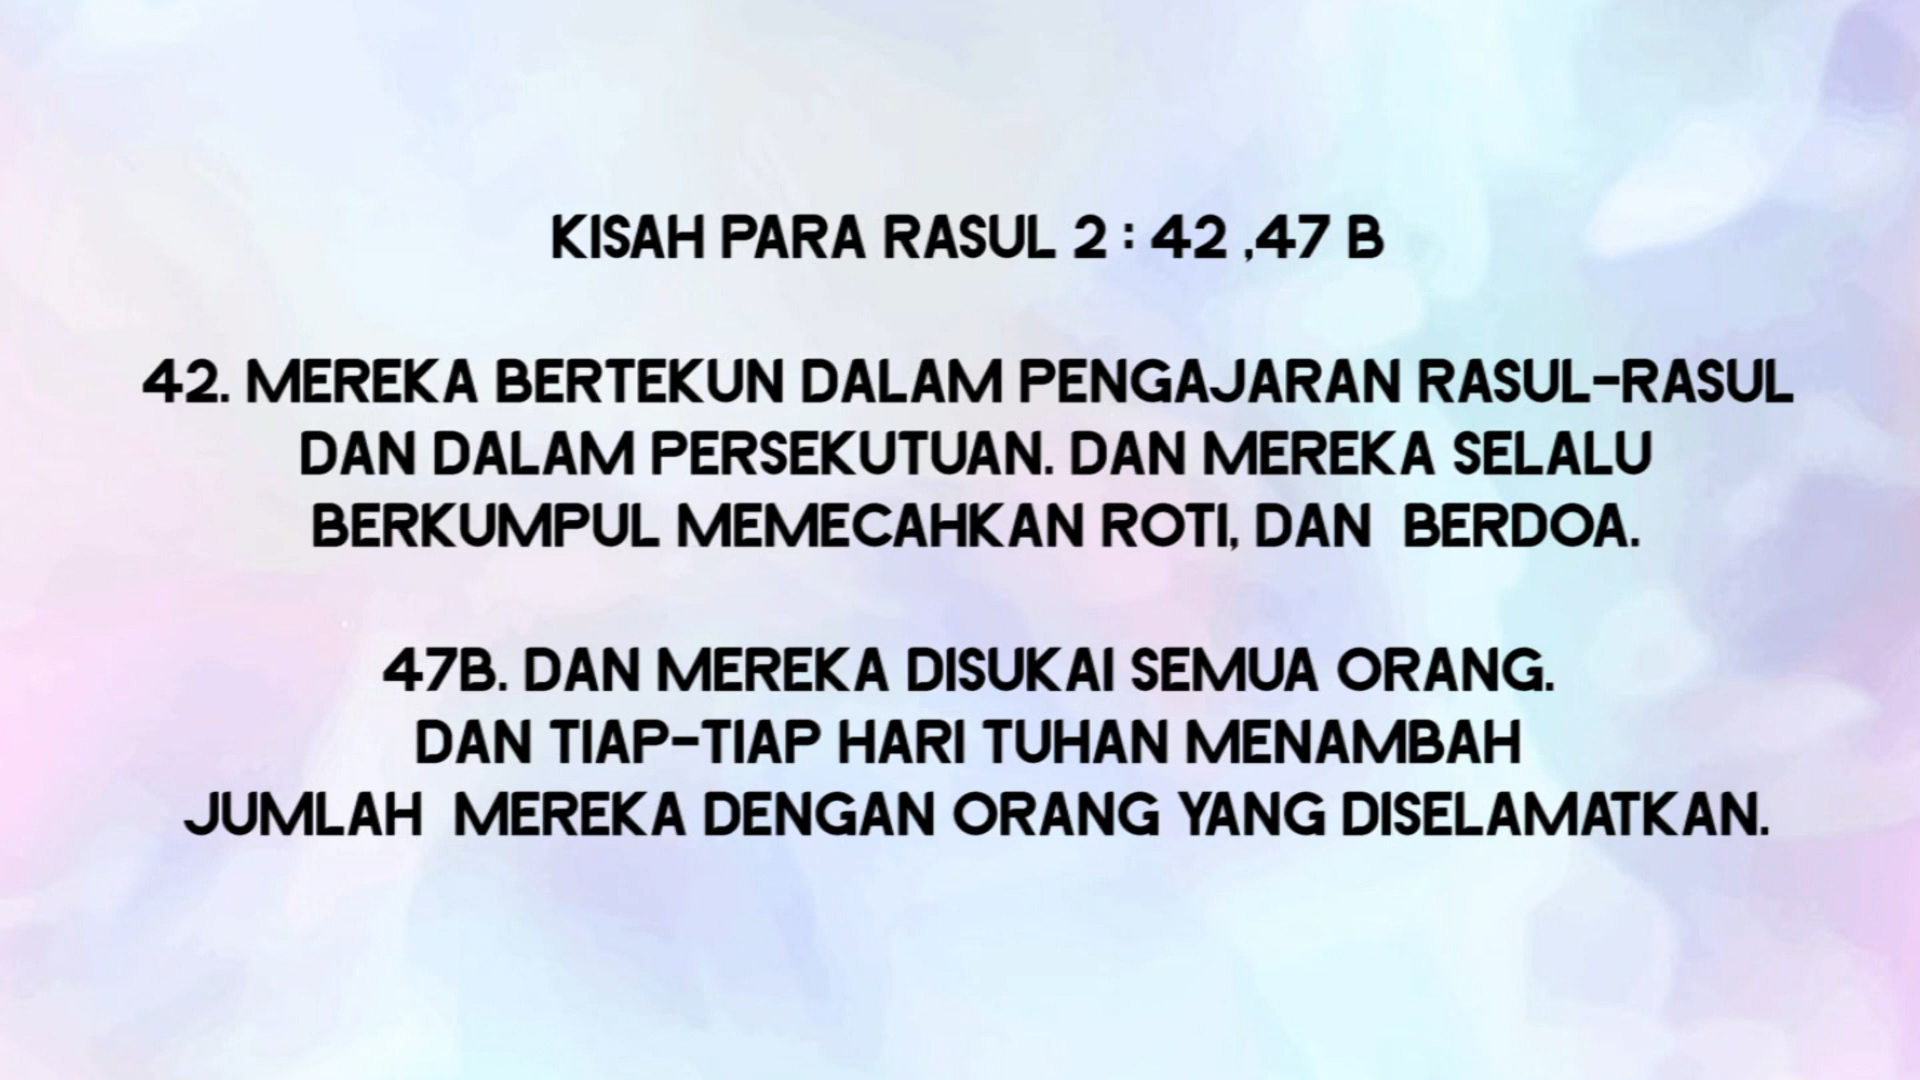 KISAH PARA RASUL 2 : 42 ,47 B
42. MEREKA BERTEKUN DALAM PENGAJARAN RASUL-RASUL
DAN DALAM PERSEKUTUAN. DAN MEREKA SELALU
BERKUMPUL MEMECAHKAN ROTI, DAN  BERDOA.
47B. DAN MEREKA DISUKAI SEMUA ORANG.
DAN TIAP-TIAP HARI TUHAN MENAMBAH
JUMLAH  MEREKA DENGAN ORANG YANG DISELAMATKAN.